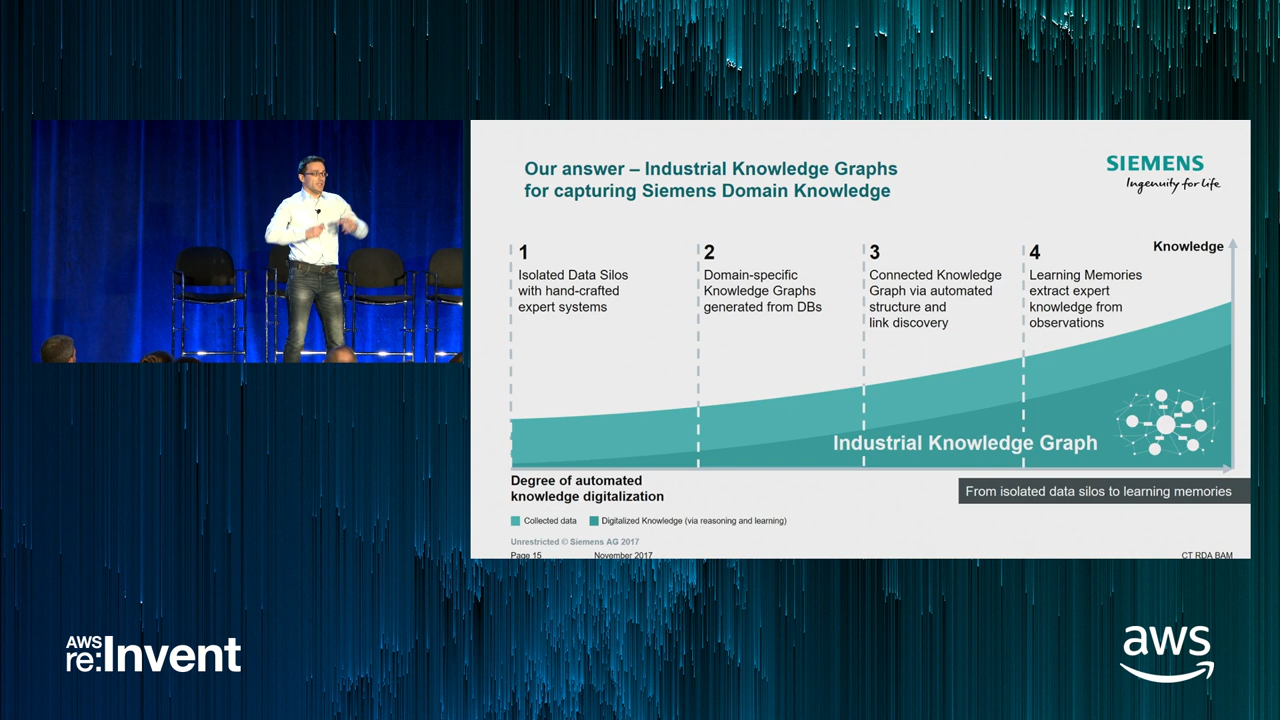 Our answer – Industrial Knowledge Graphs
for capturing Siemens Domain Knowledge
SIEMENS
Ingenuity for life
Knowledge
1
Isolated Data Silos
with hand-crafted
expert systems
2
Domain-specific
Knowledge Graphs
generated from DBs
3
Connected Knowledge
Graph via automated
structure and
link discovery
4
Learning Memories
extract expert
knowledge from
observations
Industrial Knowledge Graph
Degree of automated
knowledge digitalization
From isolated data silos to learning memories
Collected data
Digitalized Knowledge (via reasoning and learning)
Unrestricted © Siemens AG 2017
Page 15
November 2017
CT RDA BAM
AWS
re:Invent
aws